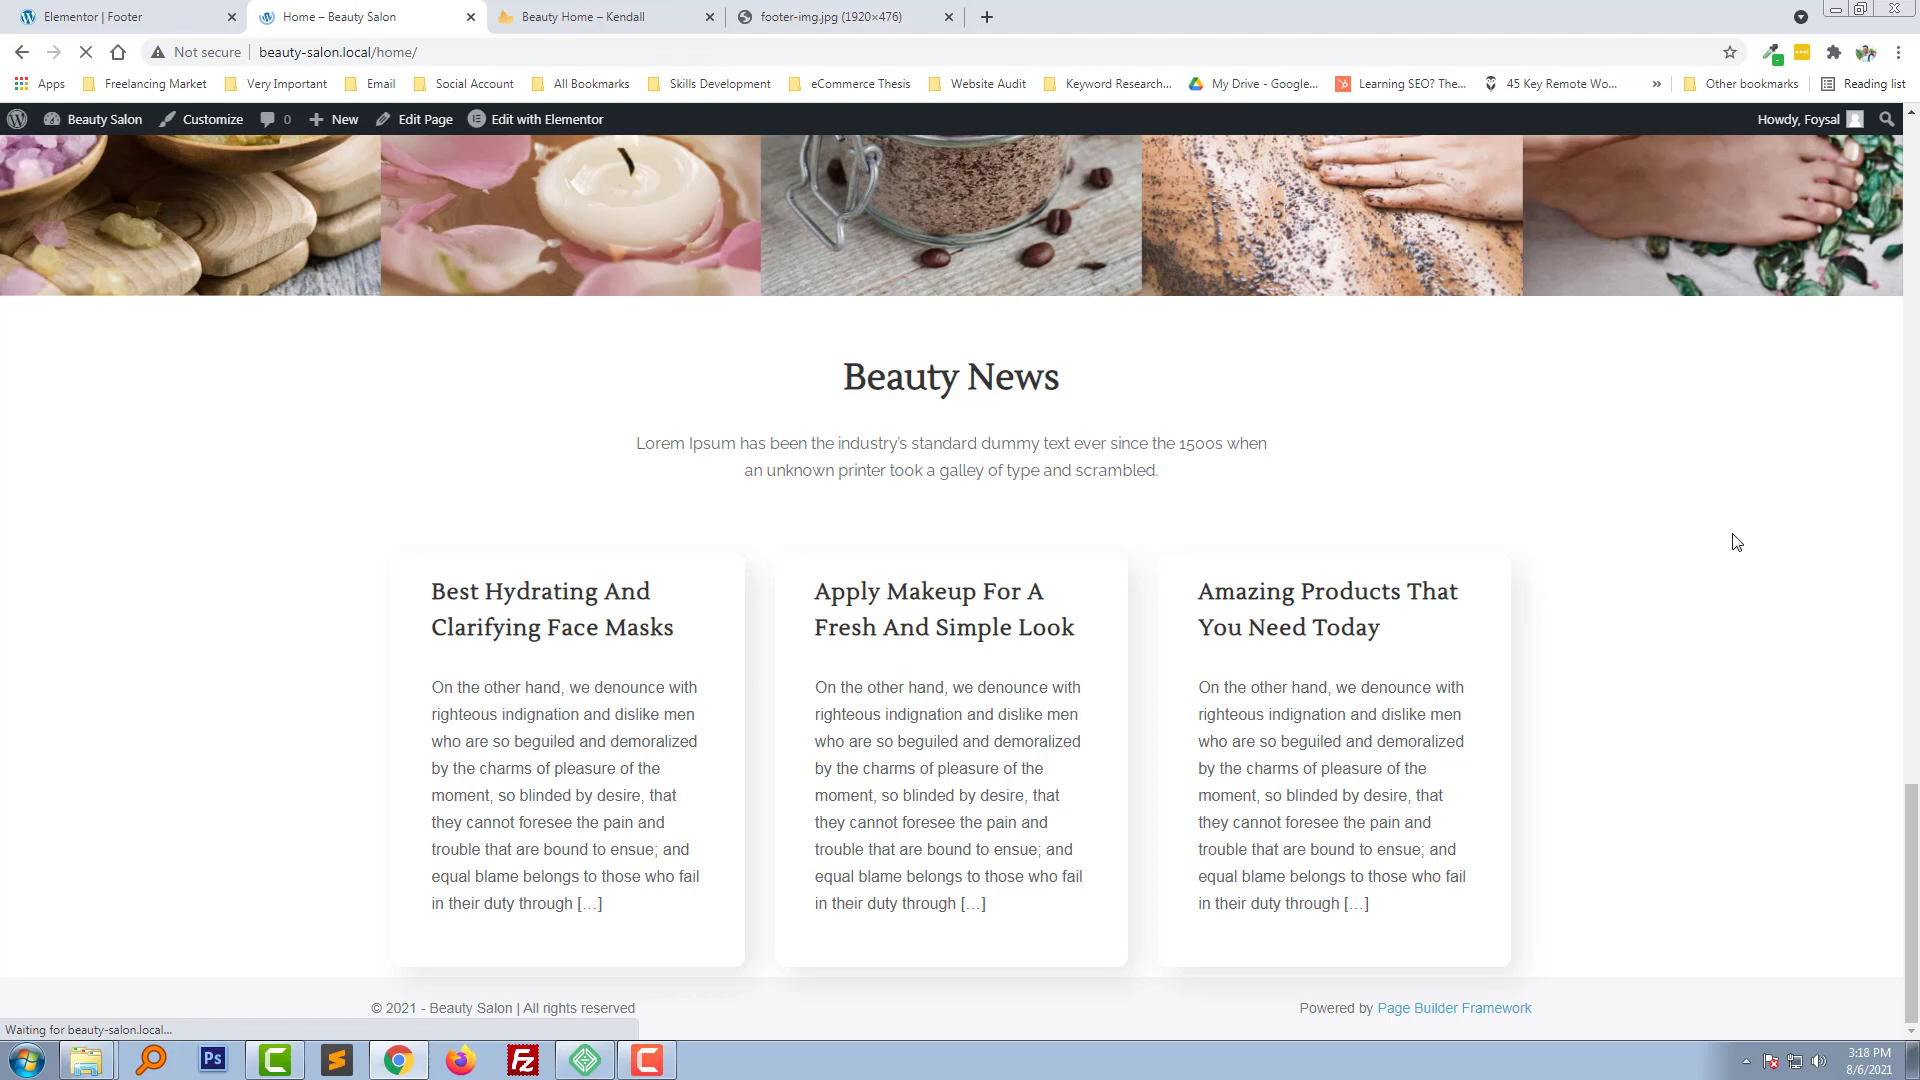 Elementor | Footer
Home – Beauty Salon
Beauty Home – Kendall
footer-img.jpg (1920×476)
Not secure
beauty-salon.local/home/
Apps
Freelancing Market
Very Important
Email
Social Account
All Bookmarks
Skills Development
eCommerce Thesis
Website Audit
Keyword Research...
My Drive - Google...
Learning SEO? The...
45 Key Remote Wo...
»
Other bookmarks
Reading list
Beauty Salon
Customize
0
New
Edit Page
Edit with Elementor
Howdy, Foysal
Beauty News
Lorem Ipsum has been the industry's standard dummy text ever since the 1500s when
an unknown printer took a galley of type and scrambled.
Best Hydrating And
Clarifying Face Masks
On the other hand, we denounce with
righteous indignation and dislike men
who are so beguiled and demoralized
by the charms of pleasure of the
moment, so blinded by desire, that
they cannot foresee the pain and
trouble that are bound to ensue; and
equal blame belongs to those who fail
in their duty through […]
Apply Makeup For A
Fresh And Simple Look
On the other hand, we denounce with
righteous indignation and dislike men
who are so beguiled and demoralized
by the charms of pleasure of the
moment, so blinded by desire, that
they cannot foresee the pain and
trouble that are bound to ensue; and
equal blame belongs to those who fail
in their duty through […]
Amazing Products That
You Need Today
On the other hand, we denounce with
righteous indignation and dislike men
who are so beguiled and demoralized
by the charms of pleasure of the
moment, so blinded by desire, that
they cannot foresee the pain and
trouble that are bound to ensue; and
equal blame belongs to those who fail
in their duty through […]
© 2021 - Beauty Salon | All rights reserved
Powered by Page Builder Framework
Waiting for beauty-salon.local...
Ps
Fz
3:18 PM
8/6/2021